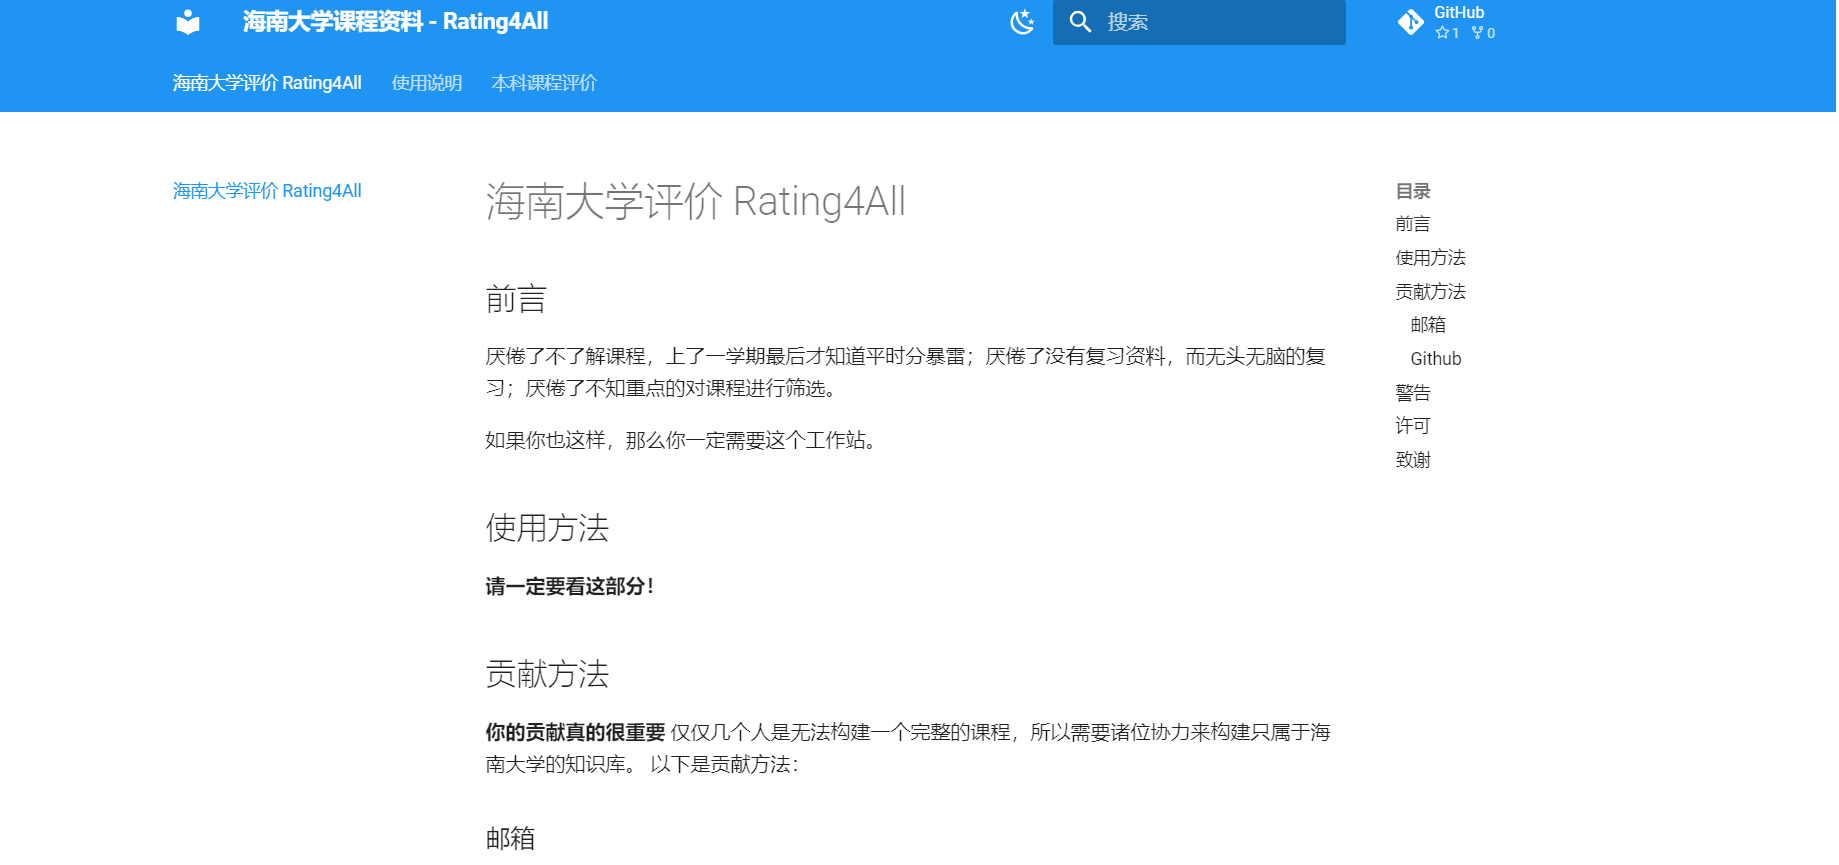 海南大学课程资料 - Rating4All
搜索
GitHub
1 0
海南大学评价 Rating4All 使用说明 本科课程评价
海南大学评价 Rating4All
海南大学评价 Rating4All
前言
厌倦了不了解课程，上了一学期最后才知道平时分暴雷；厌倦了没有复习资料，而无头无脑的复
习；厌倦了不知重点的对课程进行筛选。
如果你也这样，那么你一定需要这个工作站。
使用方法
请一定要看这部分！
贡献方法
你的贡献真的很重要 仅仅几个人是无法构建一个完整的课程，所以需要诸位协力来构建只属于海
南大学的知识库。 以下是贡献方法：
邮箱
目录
前言
使用方法
贡献方法
邮箱
Github
警告
许可
致谢